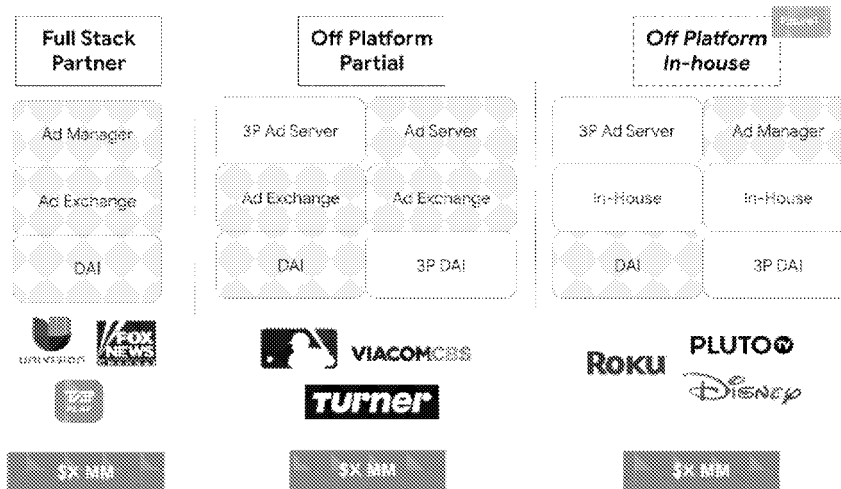 Full Stack
Partner
Ad Manager
Ad Exchange
DAI
UNIVISION
FOX
NEWS
$X MM
Off Platform
Partial
3P Ad Server
Ad Server
Ad Exchange
Ad Exchange
DAI
3P DAI
VIACOMCBS
Turner
$X MM
Off Platform
In-house
3P Ad Server
Ad Manager
In-House
In-House
DAI
3P DAI
ROKU
PLUTO TV
Disney
$X MM